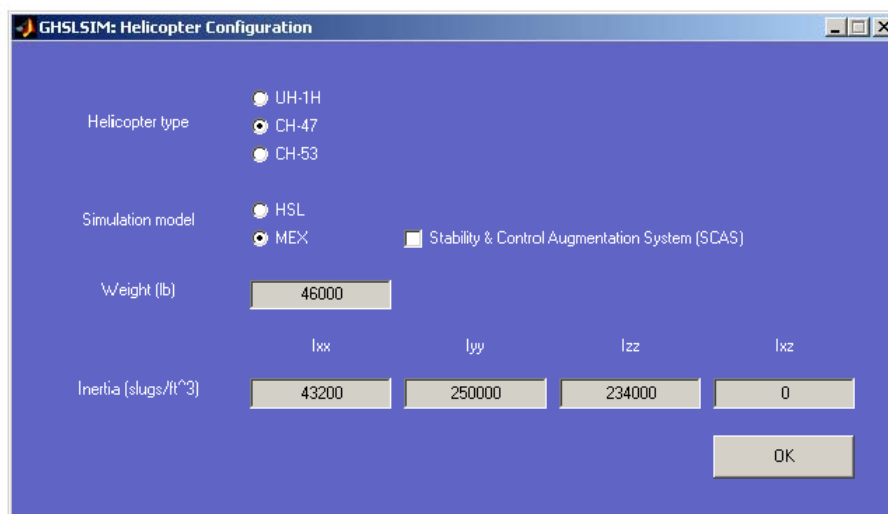 GHSLSIM: Helicopter Configuration
Helicopter type
UH-1H
CH-47
CH-53
Simulation model
HSL
MEX
Stability & Control Augmentation System (SCAS)
Weight (lb)
46000
Ixx Iyy Izz Ixz
Inertia (slugs/ft^3)
43200 250000 234000 0
OK